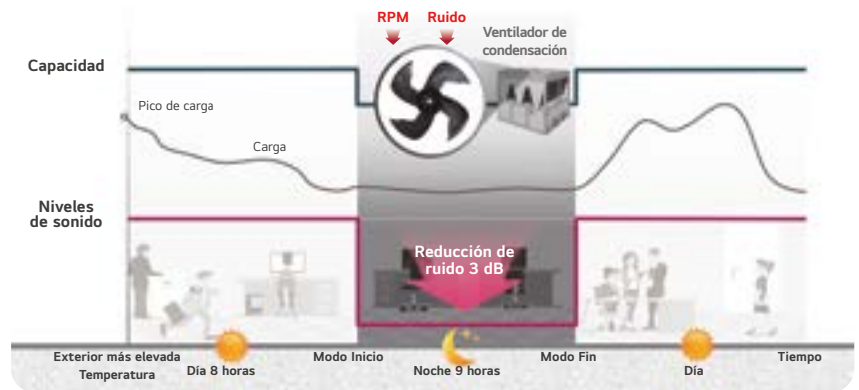 RPM Ruido
Ventilador de
condensación
Capacidad
Pico de carga
Carga
Niveles
de sonido
Reducción de
ruido 3 dB
Exterior más elevada
Temperatura
Día 8 horas
Modo Inicio
Noche 9 horas
Modo Fin
Día
Tiempo